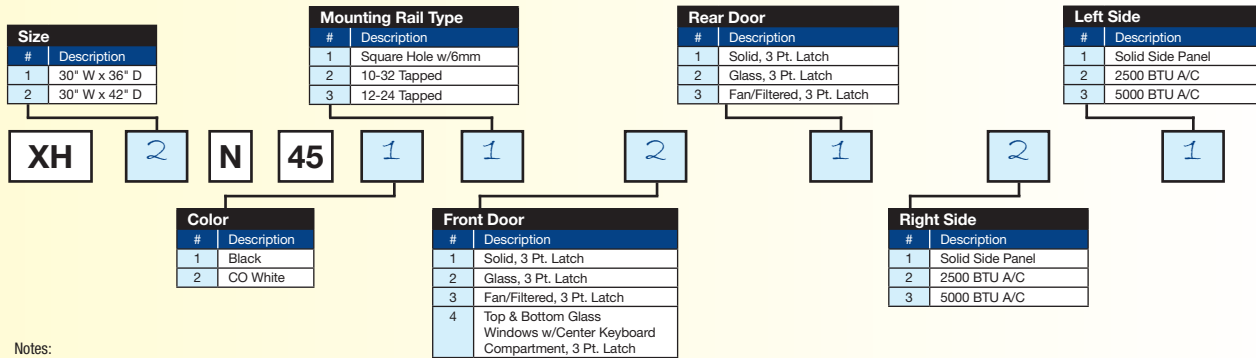 Size
# Description
1 30" W x 36" D
2 30" W x 42" D
Mounting Rail Type
# Description
1 Square Hole w/6mm
2 10-32 Tapped
3 12-24 Tapped
Rear Door
# Description
1 Solid, 3 Pt. Latch
2 Glass, 3 Pt. Latch
3 Fan/Filtered, 3 Pt. Latch
Left Side
# Description
1 Solid Side Panel
2 2500 BTU A/C
3 5000 BTU A/C
XH 2 N 45 1 1 2 1 2 1
Color
# Description
1 Black
2 CO White
Front Door
# Description
1 Solid, 3 Pt. Latch
2 Glass, 3 Pt. Latch
3 Fan/Filtered, 3 Pt. Latch
4 Top & Bottom Glass
Windows w/Center Keyboard
Compartment, 3 Pt. Latch
Right Side
# Description
1 Solid Side Panel
2 2500 BTU A/C
3 5000 BTU A/C
Notes: